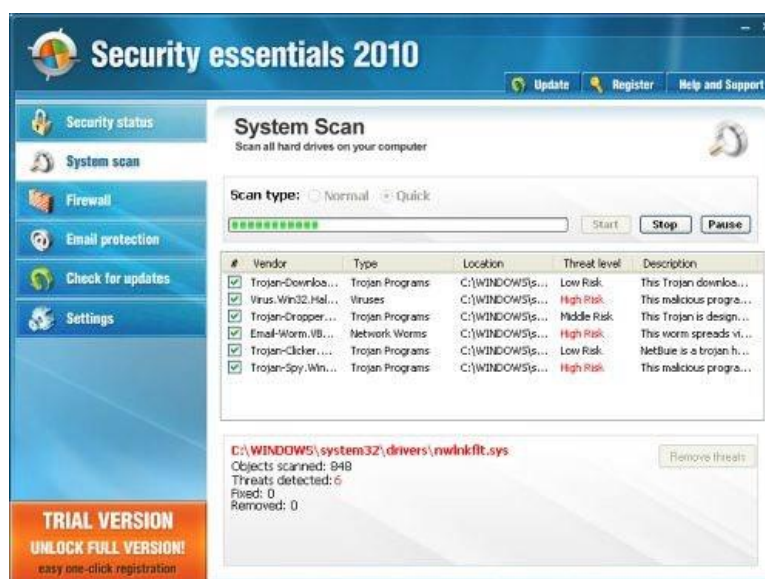 Security essentials 2010
Update Register Help and Support
Security status
System scan
Firewall
Email protection
Check for updates
Settings
TRIAL VERSION
UNLOCK FULL VERSION!
easy one-click registration
System Scan
Scan all hard drives on your computer
Scan type: Normal Quick
Start Stop Pause
# Vendor Type Location Threat level Description
Trojan-Downloa... Trojan Programs C:\WINDOWS\s... Low Risk This Trojan downloa...
Virus.Win32.Hal... Viruses C:\WINDOWS\s... High Risk This malicious progra...
Trojan-Dropper... Trojan Programs C:\WINDOWS\s... Middle Risk This Trojan is design...
Email-Worm.VB... Network Worms C:\WINDOWS\s... High Risk This worm spreads vi...
Trojan-Clicker.... Trojan Programs C:\WINDOWS\s... Low Risk NetBuie is a trojan h...
Trojan-Spy.Win... Trojan Programs C:\WINDOWS\s... High Risk This malicious progra...
C:\WINDOWS\system32\drivers\nwlnkflt.sys
Objects scanned: 848
Threats detected: 6
Fixed: 0
Removed: 0
Remove threats